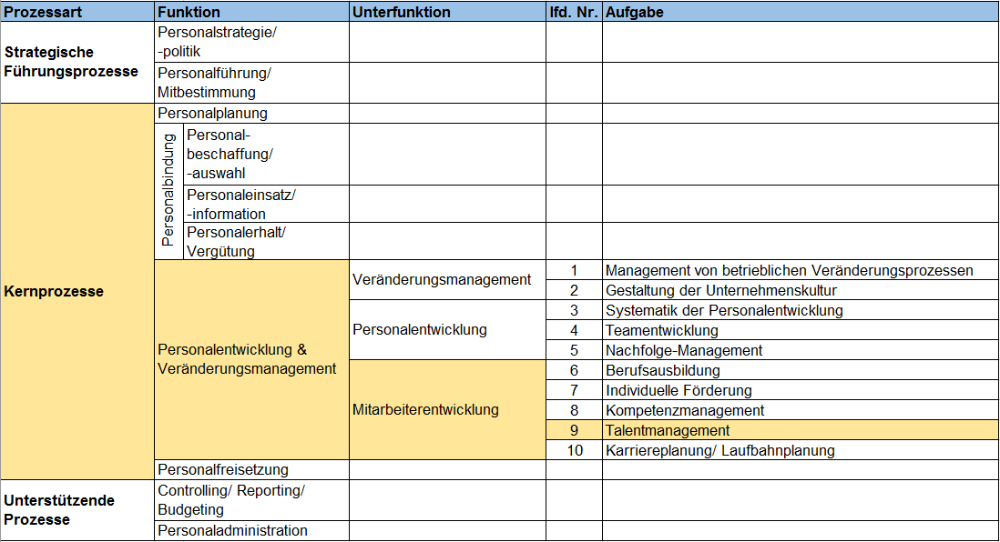 Prozessart Funktion Unterfunktion lfd. Nr. Aufgabe
Strategische
Führungsprozesse
Personalstrategie/
-politik
Personalführung/
Mitbestimmung
Kernprozesse
Personalplanung
Personalbindung
Personal-
beschaffung/
-auswahl
Personaleinsatz/
-information
Personalerhalt/
Vergütung
Personalentwicklung &
Veränderungsmanagement
Veränderungsmanagement
1 Management von betrieblichen Veränderungsprozessen
2 Gestaltung der Unternehmenskultur
Personalentwicklung
3 Systematik der Personalentwicklung
4 Teamentwicklung
5 Nachfolge-Management
Mitarbeiterentwicklung
6 Berufsausbildung
7 Individuelle Förderung
8 Kompetenzmanagement
9 Talentmanagement
10 Karriereplanung/ Laufbahnplanung
Personalfreisetzung
Unterstützende
Prozesse
Controlling/ Reporting/
Budgeting
Personaladministration